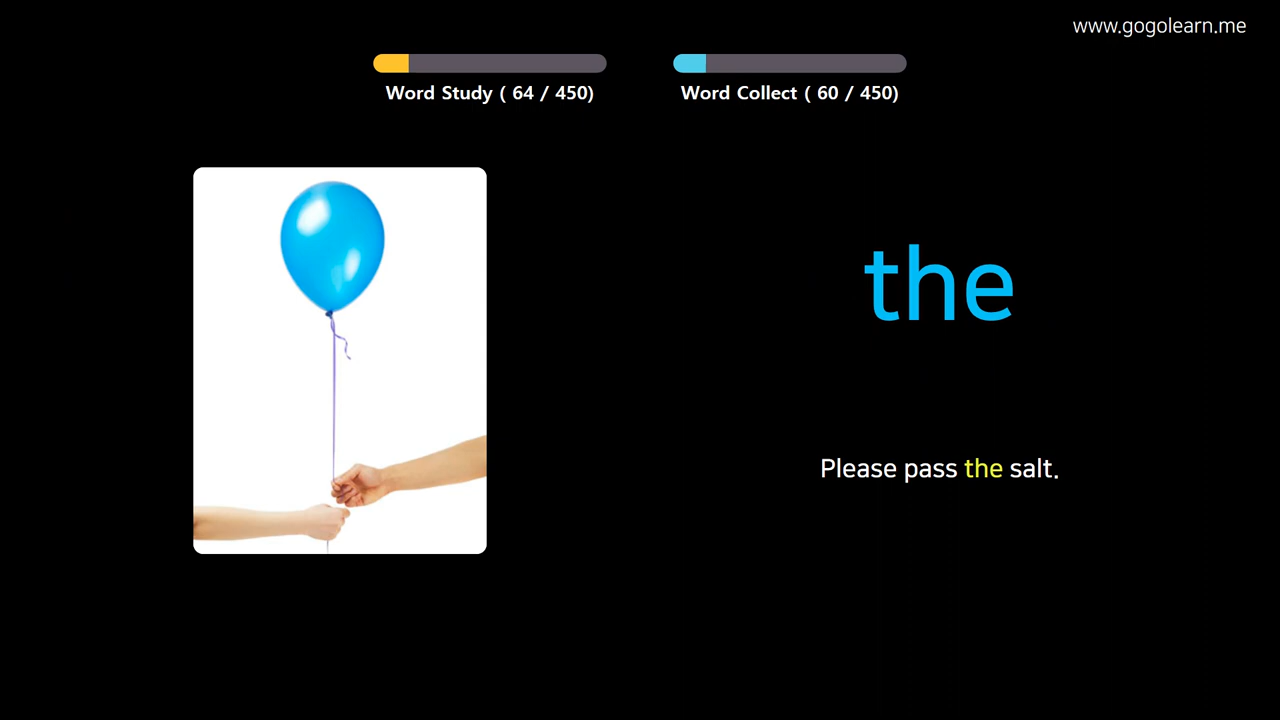 www.gogolearn.me
Word Study ( 64 / 450)
Word Collect ( 60 / 450)
the
Please pass the salt.